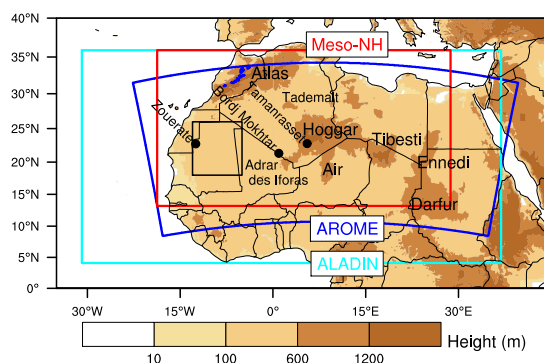 40°N
35°N
30°N
25°N
20°N
15°N
10°N
5°N
0°
Meso-NH
Atlas
Tademaït
Tamanrasset
Bordj Mokhtar
Zouerate
Hoggar
Tibesti
Adrar
des Iforas
Air
Ennedi
Darfur
AROME
ALADIN
30°W
15°W
0°
15°E
30°E
10
100
600
1200
Height (m)